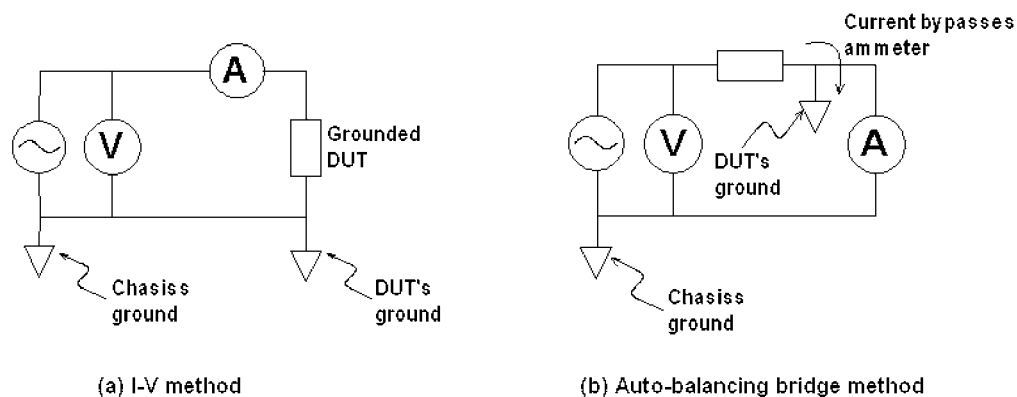 A
V
Grounded
DUT
Chasiss
ground
DUT's
ground
(a) I-V method
Current bypasses
ammeter
V
DUT's
ground
A
Chasiss
ground
(b) Auto-balancing bridge method